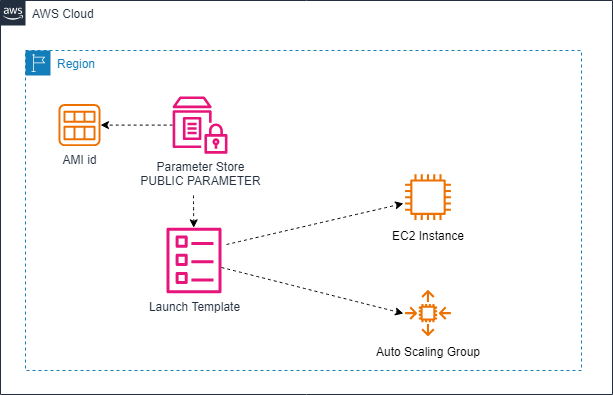 aws
AWS Cloud
Region
AMI id
Parameter Store
PUBLIC PARAMETER
Launch Template
EC2 Instance
Auto Scaling Group